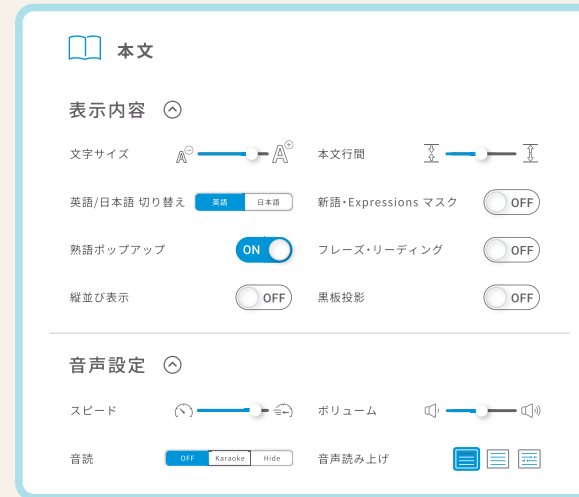 本文
表示内容
文字サイズ A A 本文行間
英語/日本語 切り替え 英語 日本語 新語・Expressions マスク OFF
熟語ポップアップ ON フレーズ・リーディング OFF
縦並び表示 OFF 黒板投影 OFF
音声設定
スピード ボリューム
音読 OFF Karaoke Hide 音声読み上げ